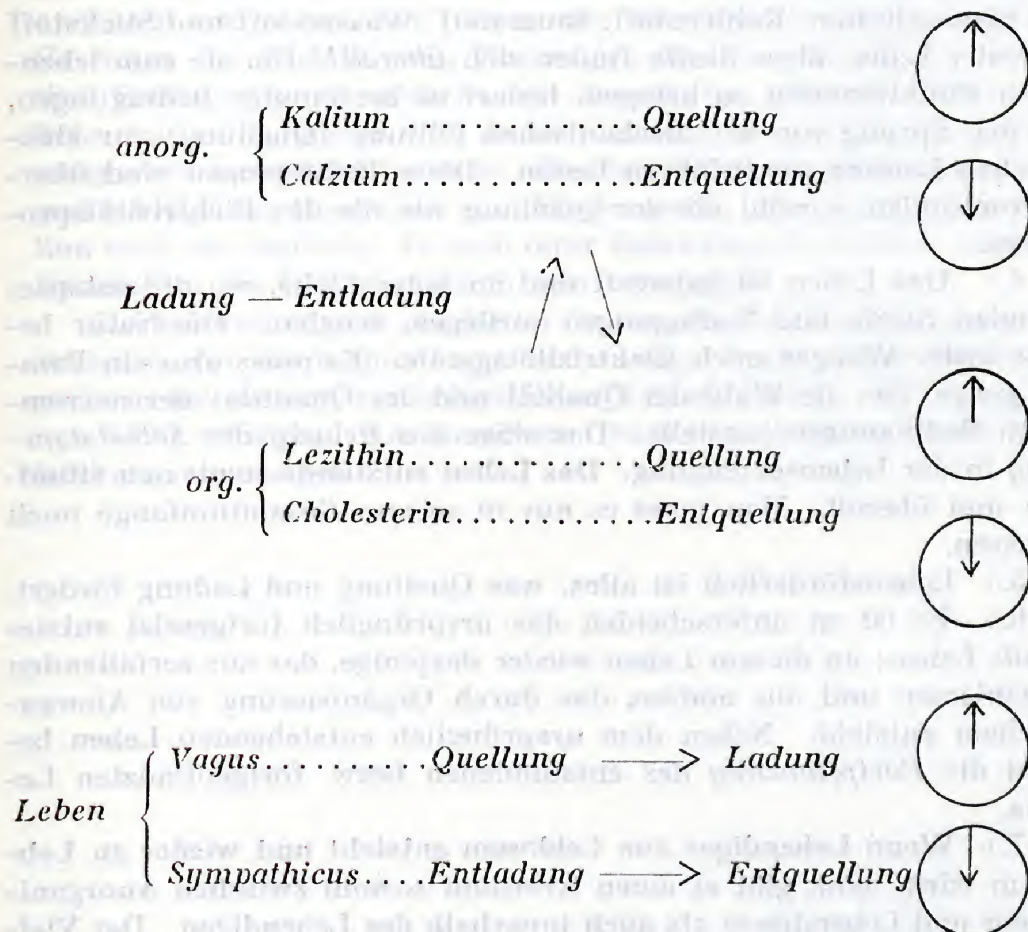 anorg.
Kalium .............. Quellung
Calzium .............. Entquellung
Ladung — Entladung
org.
Lezithin .............. Quellung
Cholesterin ............ Entquellung
Leben
Vagus .......... Quellung → Ladung
Sympathicus .... Entladung → Entquellung